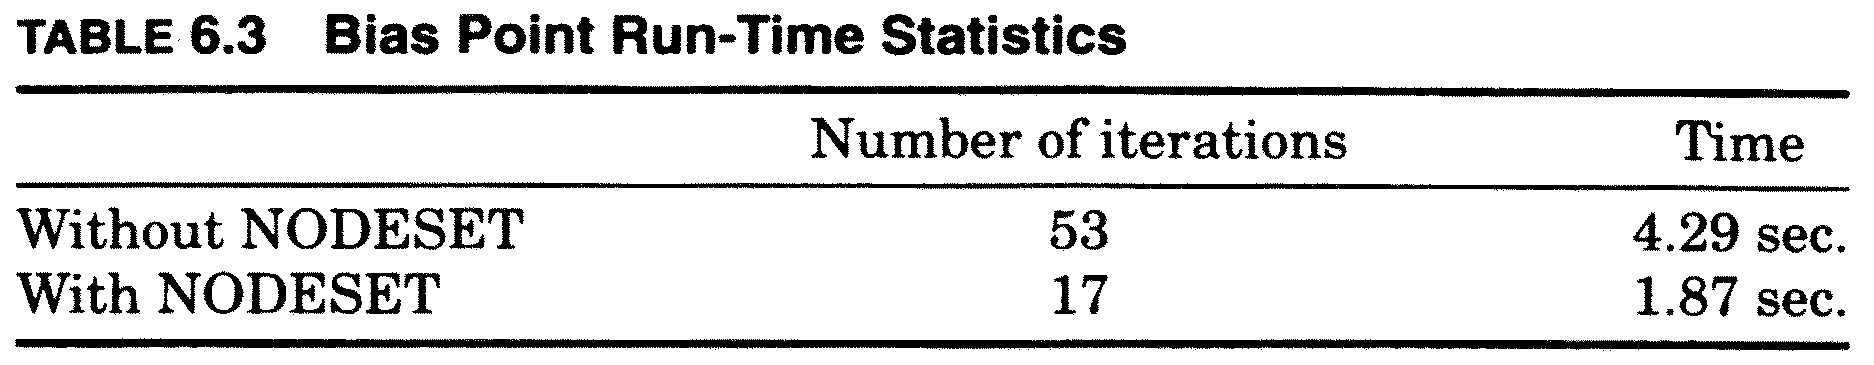 TABLE 6.3 Bias Point Run-Time Statistics
Number of iterations Time
Without NODESET 53 4.29 sec.
With NODESET 17 1.87 sec.